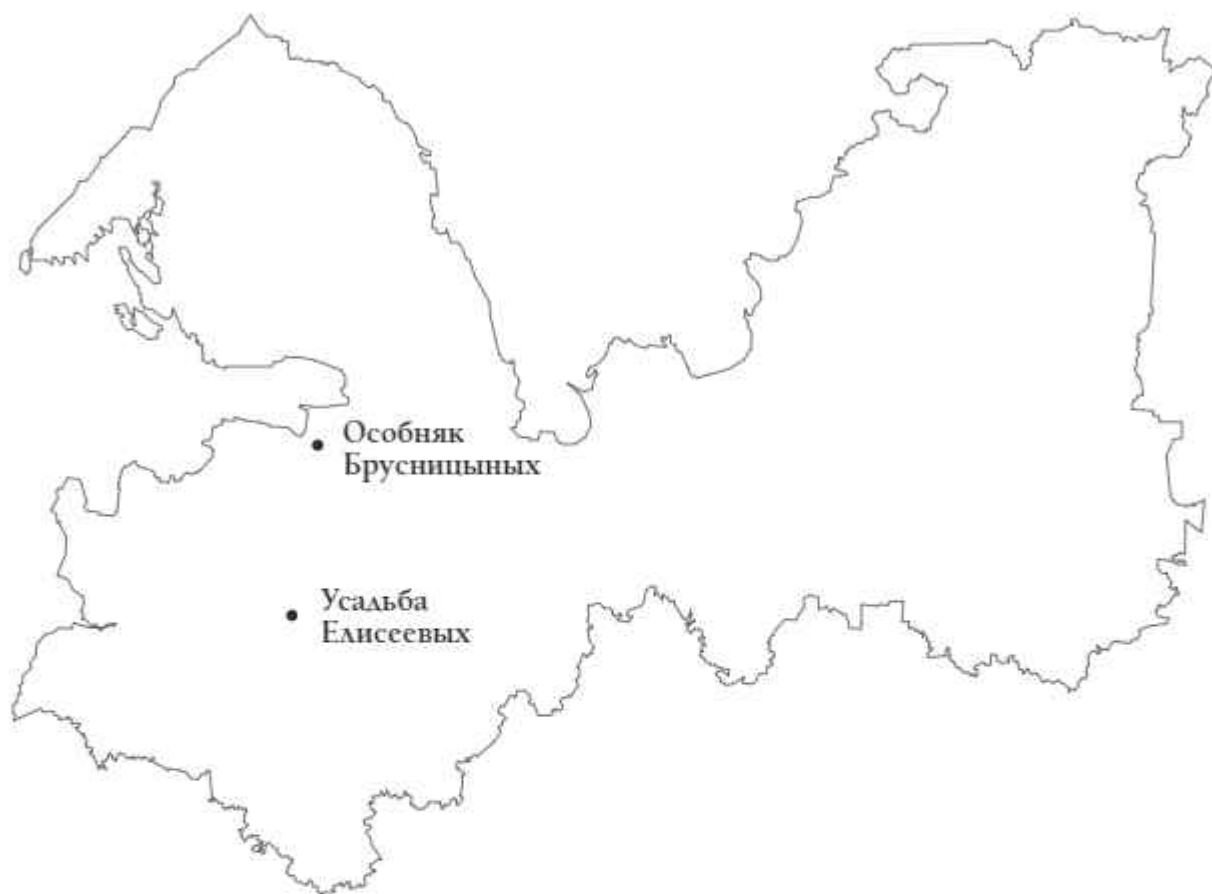 Особняк
Брусницыных
Усадьба
Елисеевых